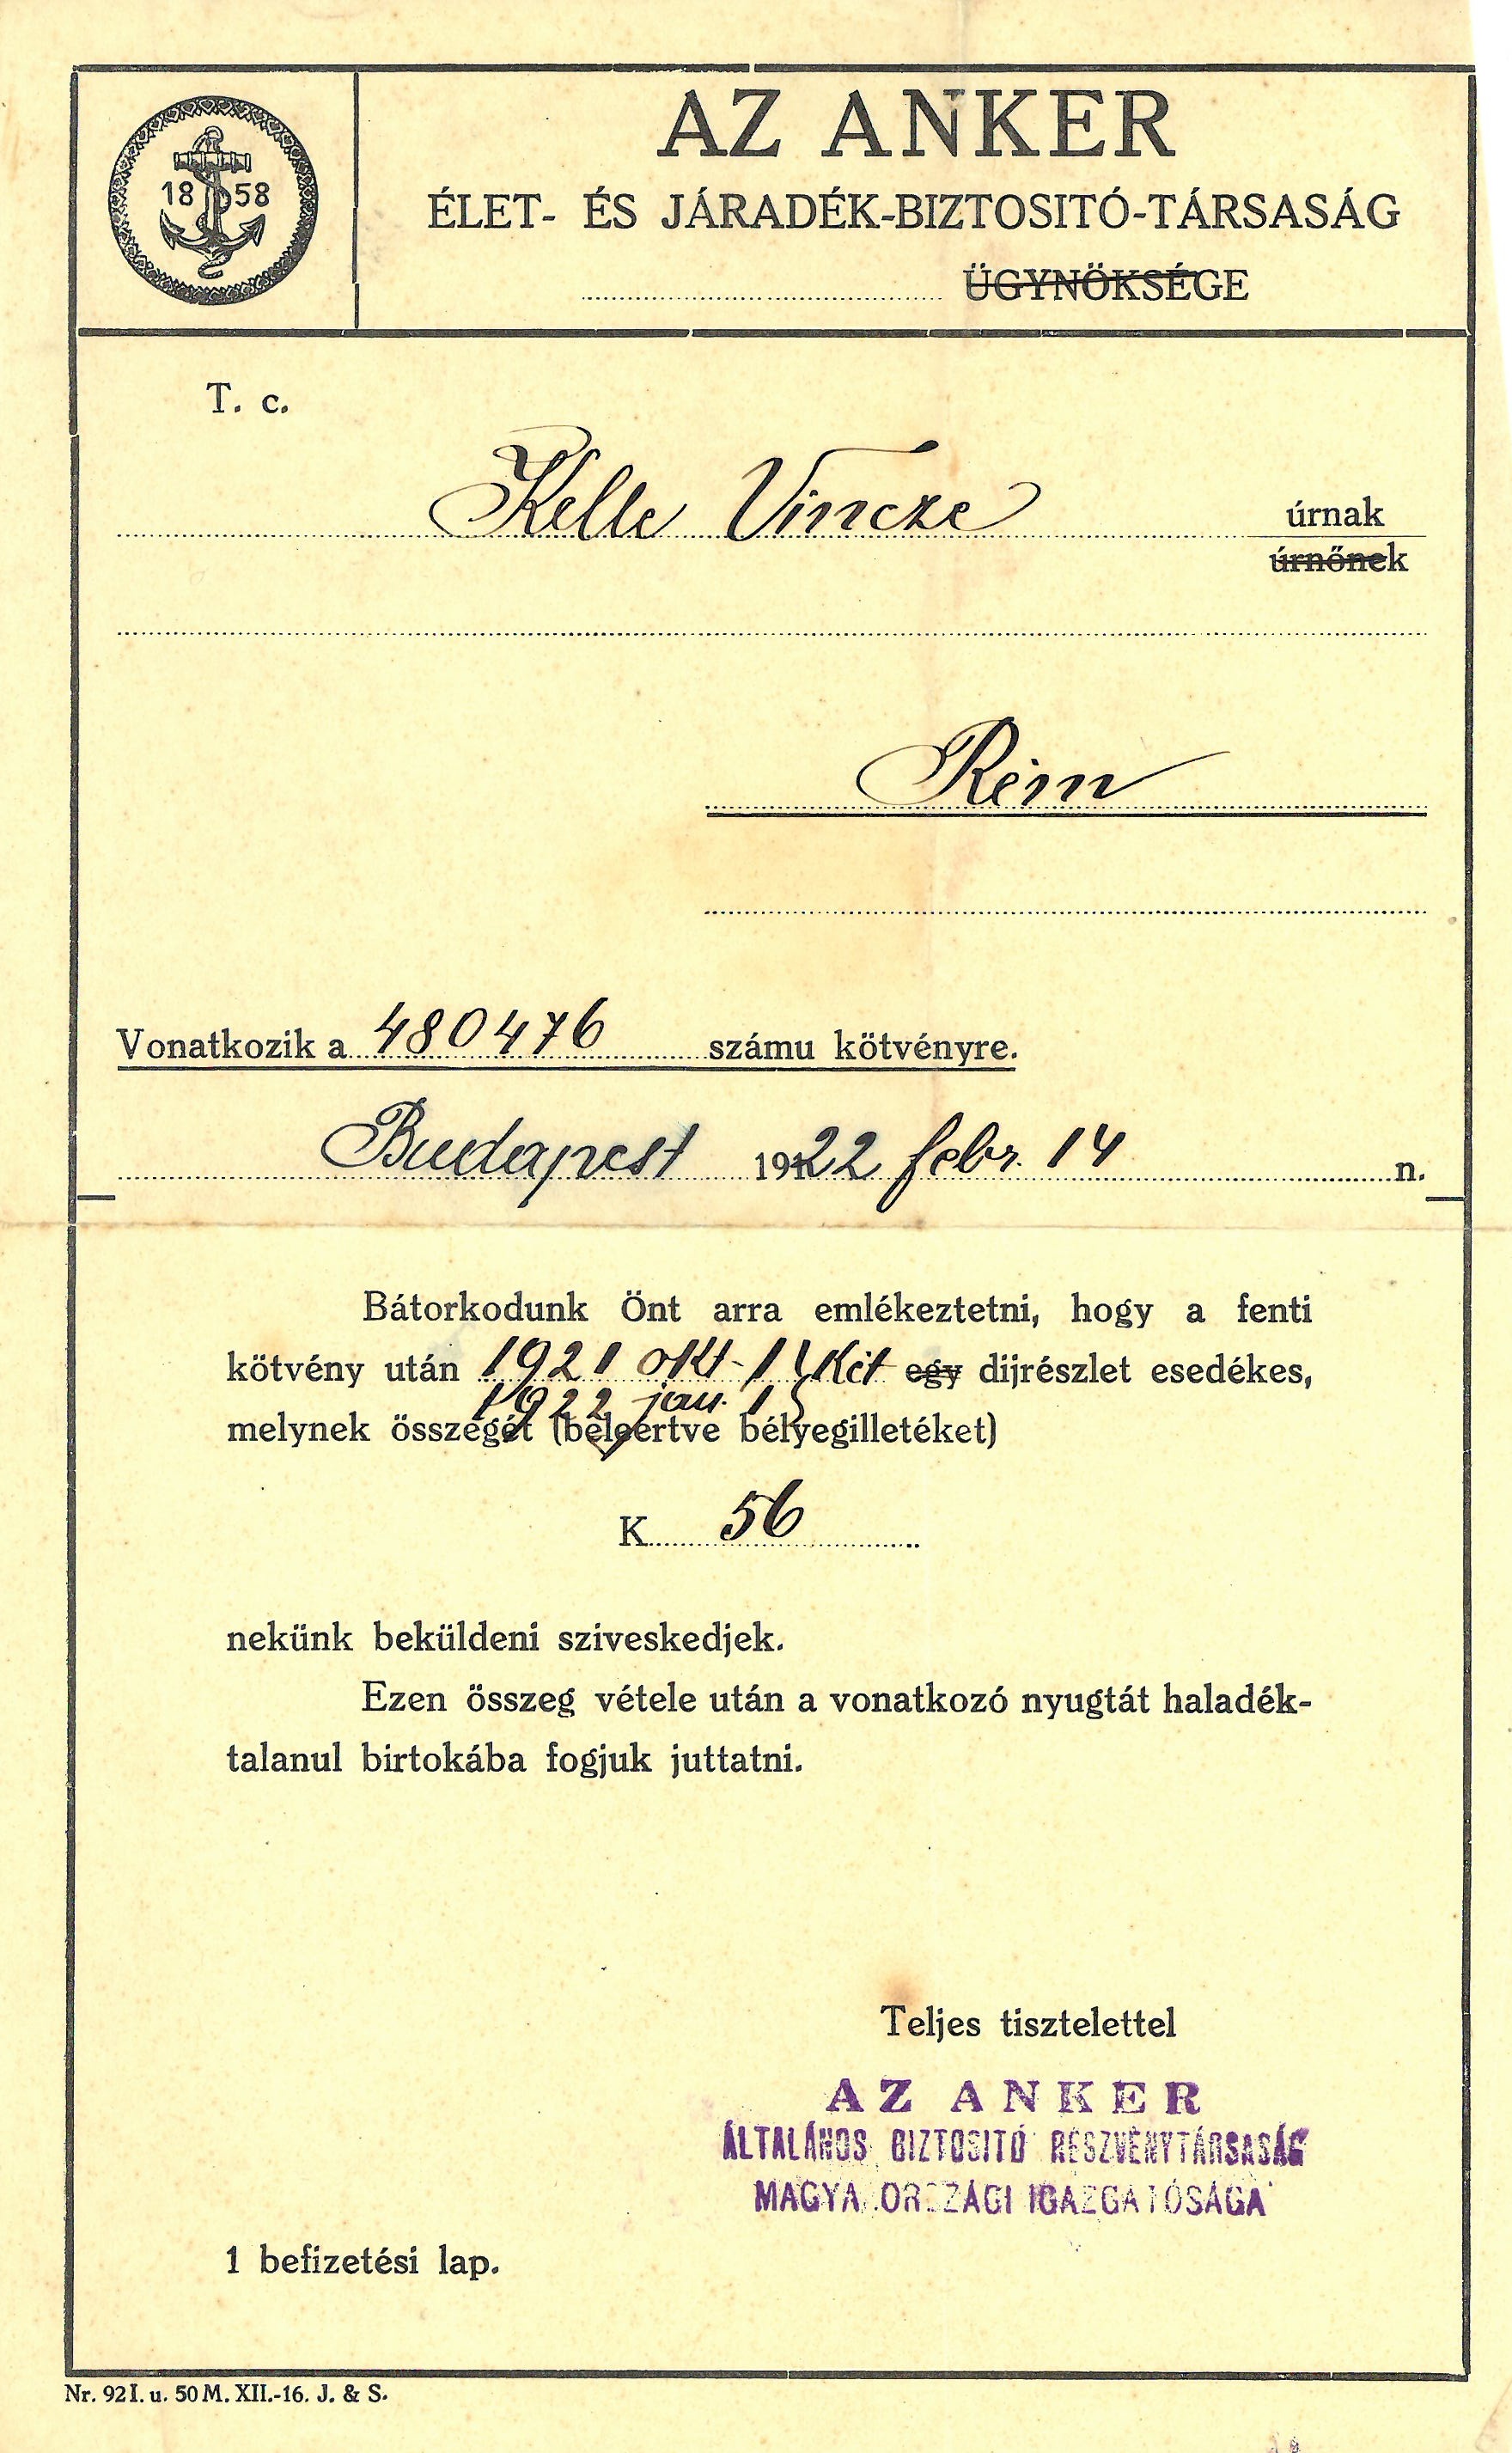 1858
AZ ANKER
ÉLET- ÉS JÁRADÉK-BIZTOSITÓ-TÁRSASÁG
ÜGYNÖKSÉGE
T. c.
Kelle Vincze úrnak
úrnőnek
Rém
Vonatkozik a 480476 számu kötvényre.
Budapest 1922 febr. 14 n.
Bátorkodunk Önt arra emlékeztetni, hogy a fenti
kötvény után 1921 okt. 1 Két egy dijrészlet esedékes,
1922 jan. 1
melynek összegét (beleértve bélyegilletéket)
K 56
nekünk beküldeni sziveskedjek.
Ezen összeg vétele után a vonatkozó nyugtát haladék-
talanul birtokába fogjuk juttatni.
Teljes tisztelettel
AZ ANKER
ÁLTALÁNOS BIZTOSITÓ RÉSZVÉNYTÁRSASÁG
MAGYARORSZÁGI IGAZGATÓSÁGA
1 befizetési lap.
Nr. 92 I. u. 50 M. XII.-16. J. & S.